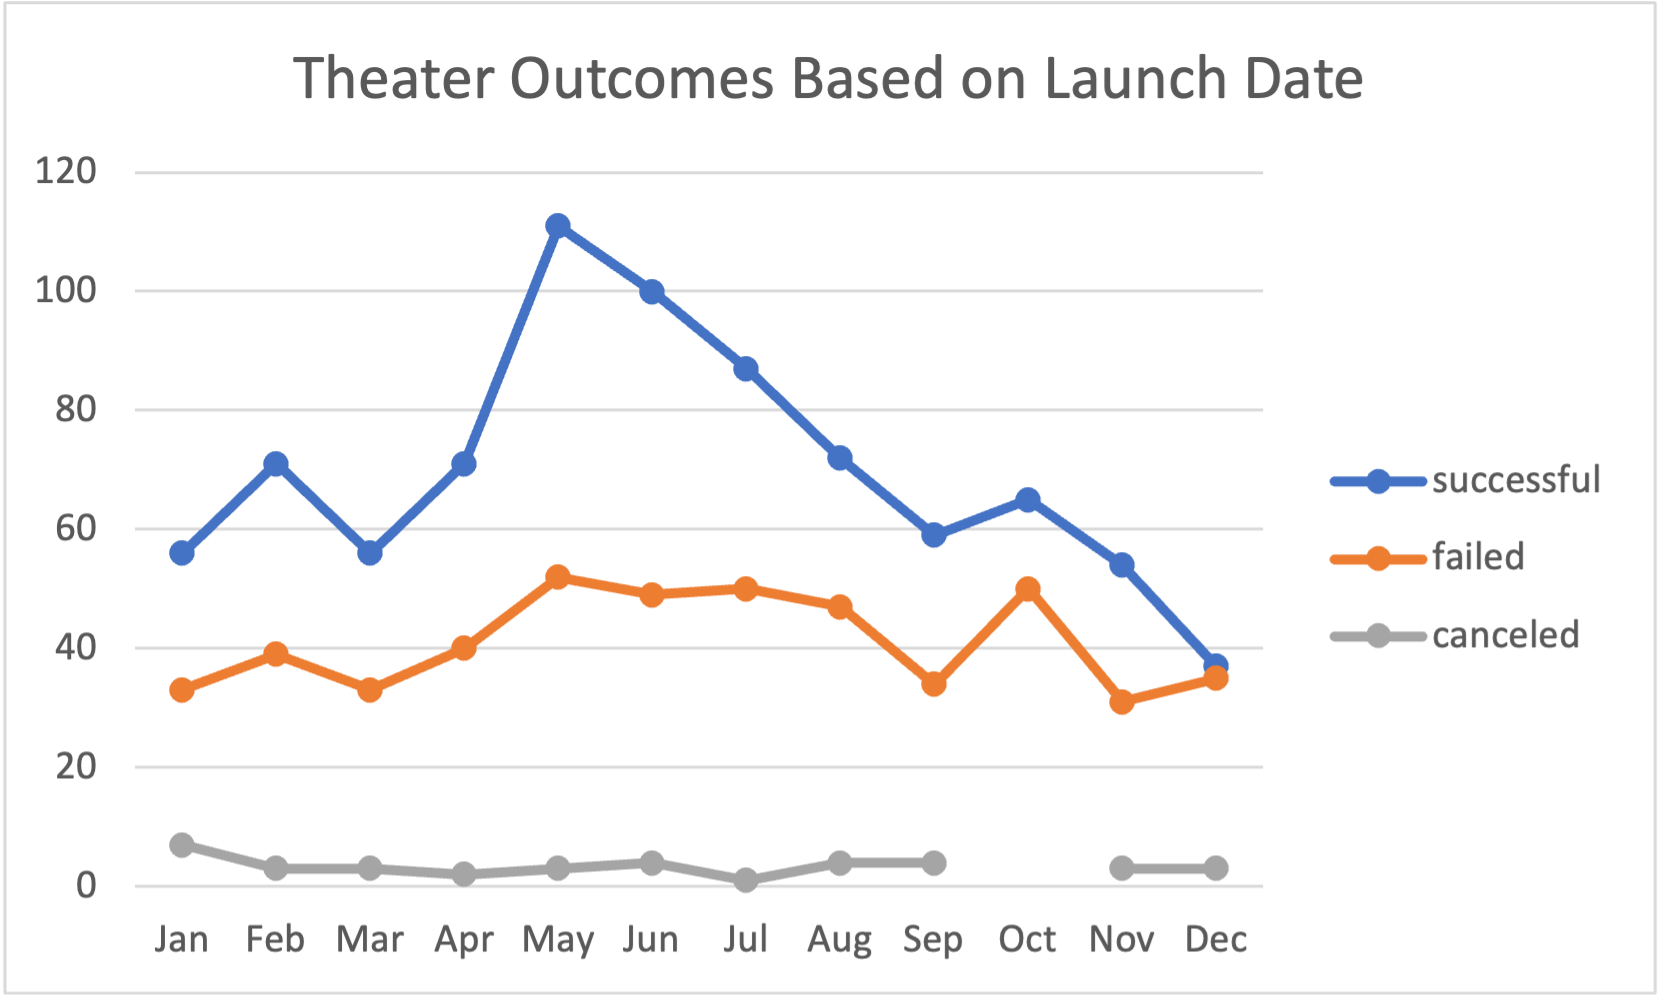 Theater Outcomes Based on Launch Date
120
100
80
60
40
20
0
Jan Feb Mar Apr May Jun Jul Aug Sep Oct Nov Dec
successful
failed
canceled